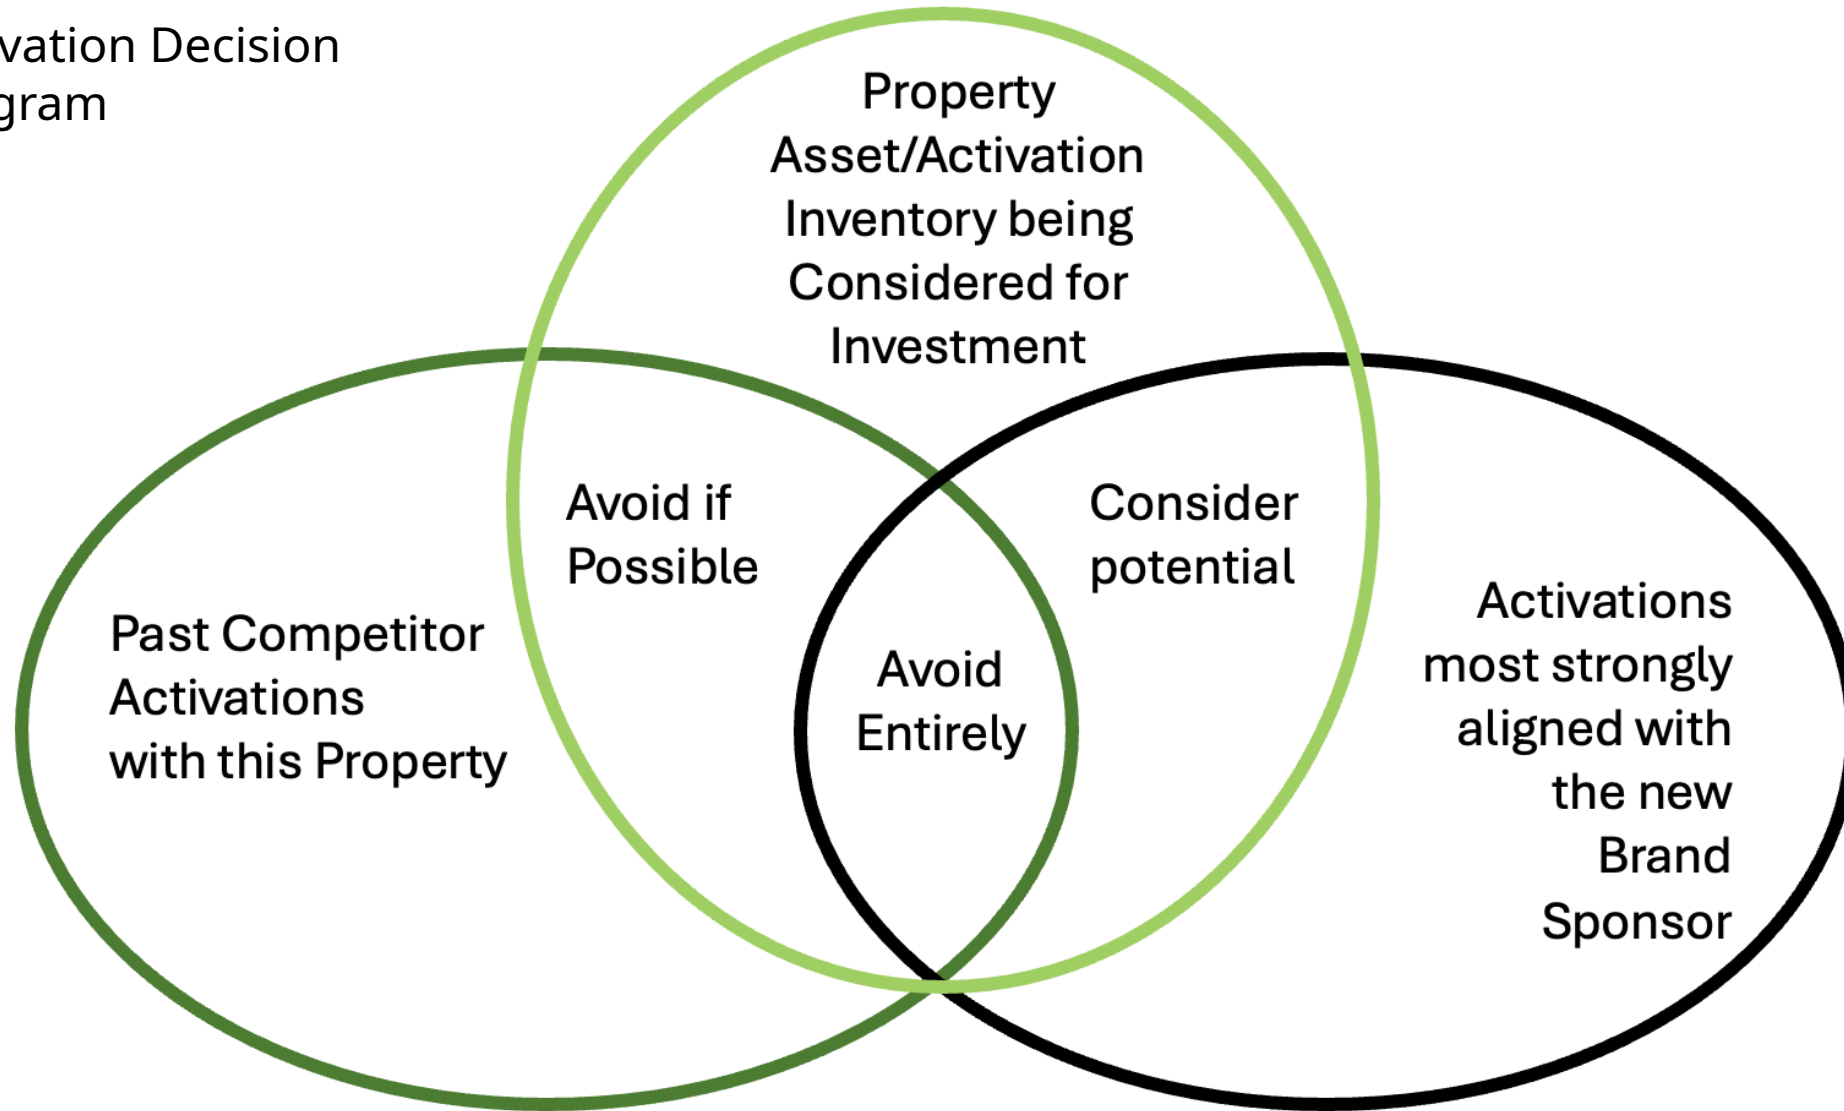 vation Decision
gram
Property
Asset/Activation
Inventory being
Considered for
Investment
Avoid if
Possible
Consider
potential
Past Competitor
Activations
with this Property
Avoid
Entirely
Activations
most strongly
aligned with
the new
Brand
Sponsor